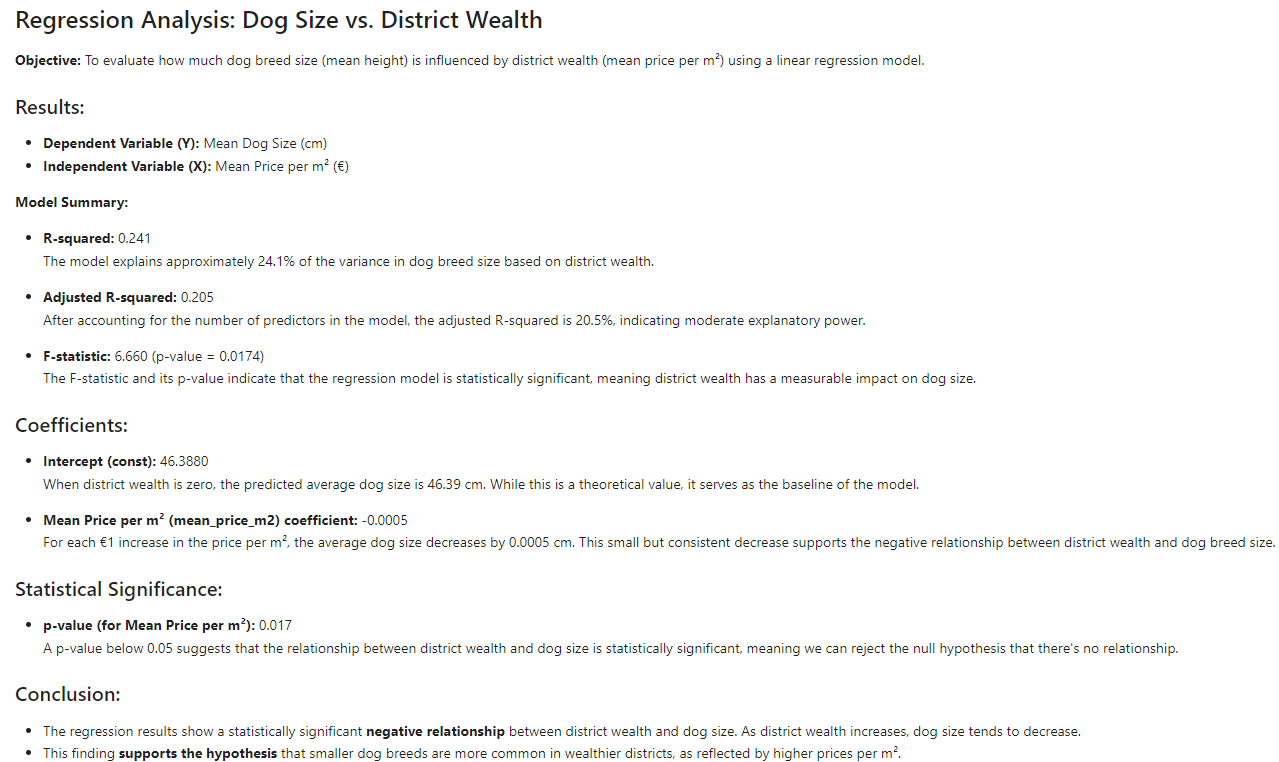 Regression Analysis: Dog Size vs. District Wealth
Objective: To evaluate how much dog breed size (mean height) is influenced by district wealth (mean price per m²) using a linear regression model.
Results:
• Dependent Variable (Y): Mean Dog Size (cm)
• Independent Variable (X): Mean Price per m² (€)
Model Summary:
• R-squared: 0.241
The model explains approximately 24.1% of the variance in dog breed size based on district wealth.
• Adjusted R-squared: 0.205
After accounting for the number of predictors in the model, the adjusted R-squared is 20.5%, indicating moderate explanatory power.
• F-statistic: 6.660 (p-value = 0.0174)
The F-statistic and its p-value indicate that the regression model is statistically significant, meaning district wealth has a measurable impact on dog size.
Coefficients:
• Intercept (const): 46.3880
When district wealth is zero, the predicted average dog size is 46.39 cm. While this is a theoretical value, it serves as the baseline of the model.
• Mean Price per m² (mean_price_m2) coefficient: -0.0005
For each €1 increase in the price per m², the average dog size decreases by 0.0005 cm. This small but consistent decrease supports the negative relationship between district wealth and dog breed size.
Statistical Significance:
• p-value (for Mean Price per m²): 0.017
A p-value below 0.05 suggests that the relationship between district wealth and dog size is statistically significant, meaning we can reject the null hypothesis that there's no relationship.
Conclusion:
• The regression results show a statistically significant negative relationship between district wealth and dog size. As district wealth increases, dog size tends to decrease.
• This finding supports the hypothesis that smaller dog breeds are more common in wealthier districts, as reflected by higher prices per m².